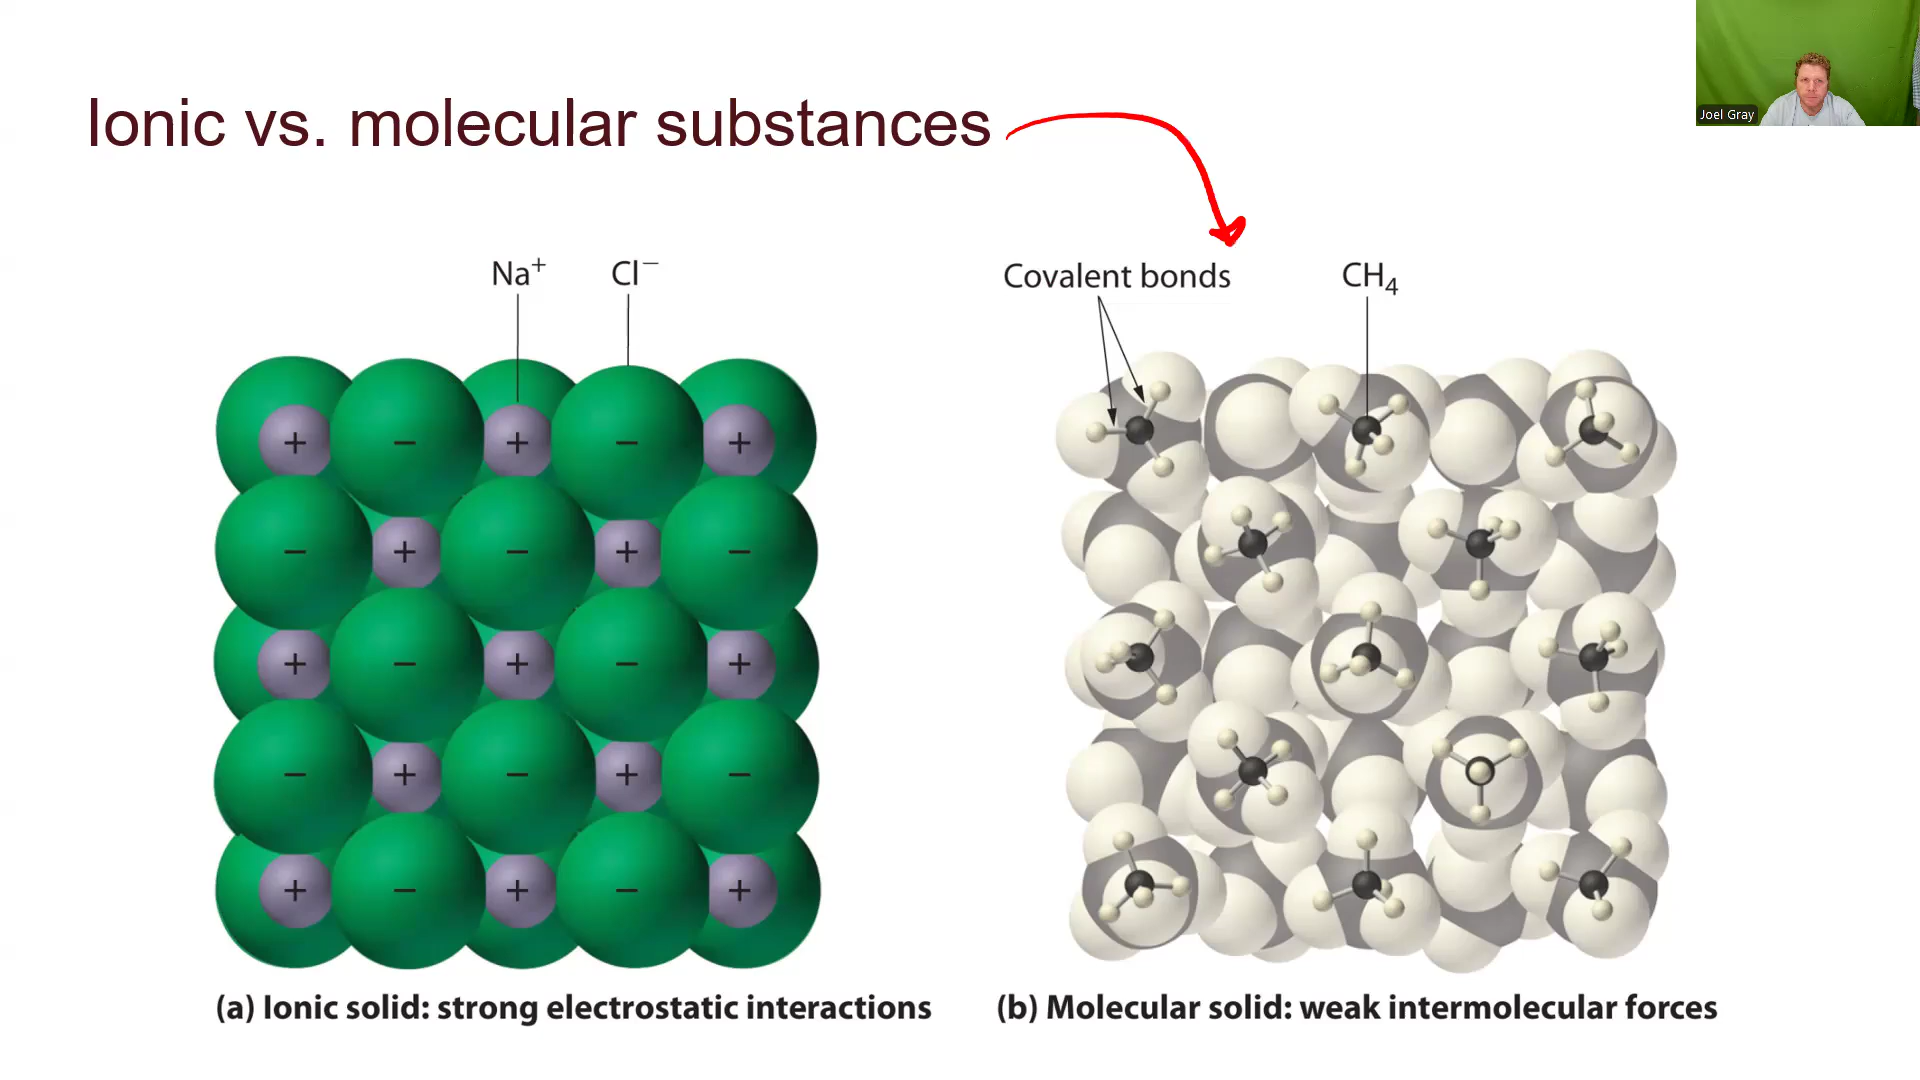 Ionic vs. molecular substances
Joel Gray
Na⁺ Cl⁻
Covalent bonds CH₄
+ − + − +
− + − + −
+ − + − +
− + − + −
+ − + − +
(a) Ionic solid: strong electrostatic interactions
(b) Molecular solid: weak intermolecular forces